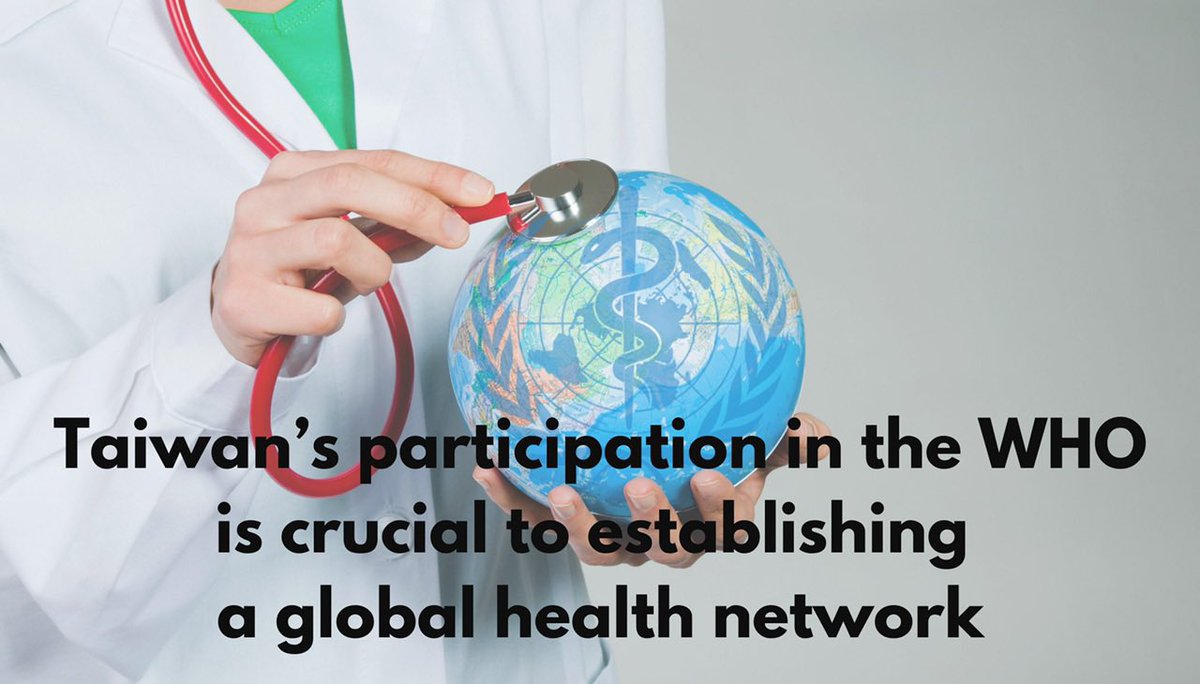 Taiwan’s participation in the WHO
is crucial to establishing
a global health network